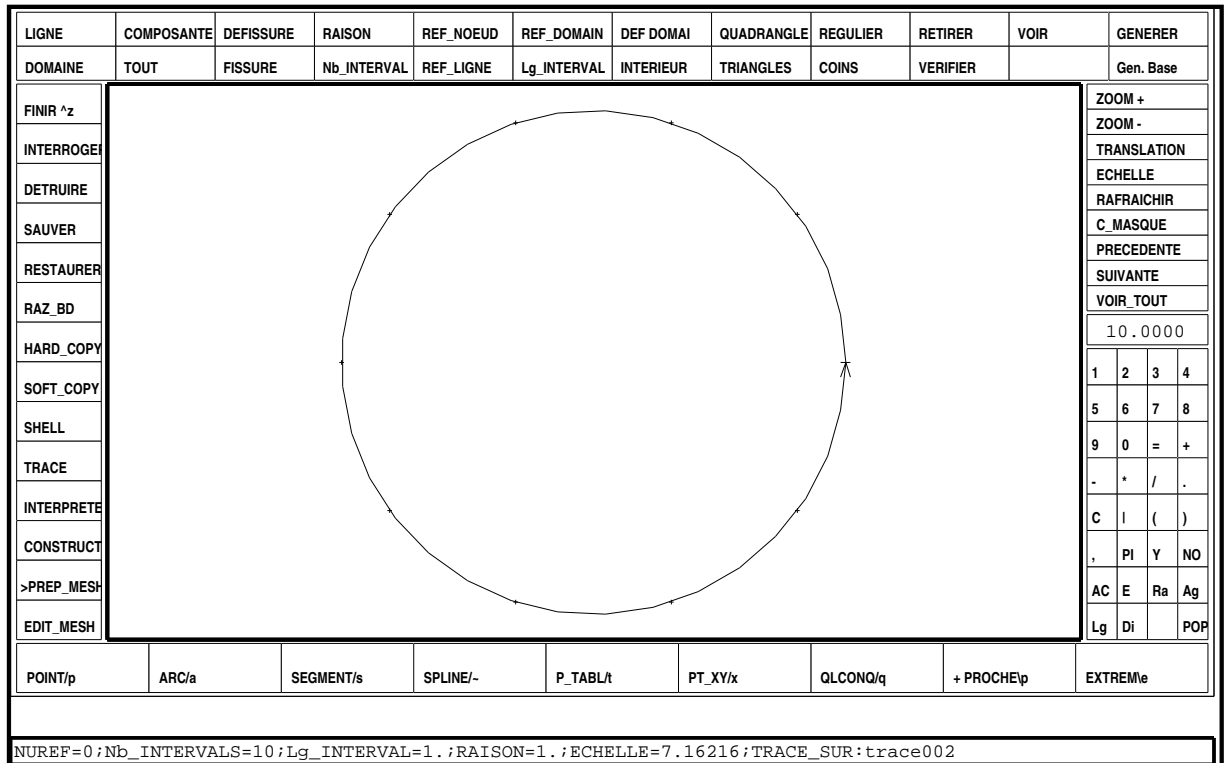 LIGNE COMPOSANTE DEFISSURE RAISON REF_NOEUD REF_DOMAIN DEF DOMAI QUADRANGLE REGULIER RETIRER VOIR GENERER
DOMAINE TOUT FISSURE Nb_INTERVAL REF_LIGNE Lg_INTERVAL INTERIEUR TRIANGLES COINS VERIFIER Gen. Base
FINIR ^z
INTERROGE
DETRUIRE
SAUVER
RESTAURER
RAZ_BD
HARD_COPY
SOFT_COPY
SHELL
TRACE
INTERPRETE
CONSTRUCT
>PREP_MESH
EDIT_MESH
ZOOM +
ZOOM -
TRANSLATION
ECHELLE
RAFRAICHIR
C_MASQUE
PRECEDENTE
SUIVANTE
VOIR_TOUT
10.0000
1 2 3 4
5 6 7 8
9 0 = +
- * / .
C | ( )
, PI Y NO
AC E Ra Ag
Lg Di POP
POINT/p ARC/a SEGMENT/s SPLINE/~ P_TABL/t PT_XY/x QLCONQ/q + PROCHE\p EXTREM\e
NUREF=0;Nb_INTERVALS=10;Lg_INTERVAL=1.;RAISON=1.;ECHELLE=7.16216;TRACE_SUR:trace002